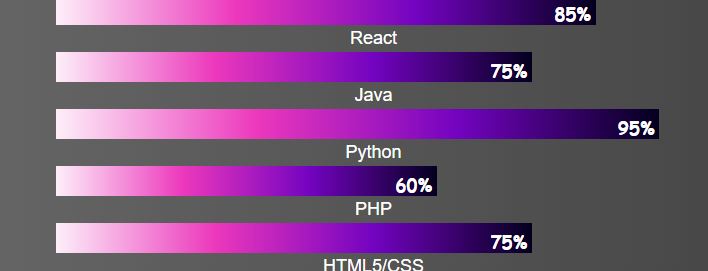 85%
React
75%
Java
95%
Python
60%
PHP
75%
HTML5/CSS